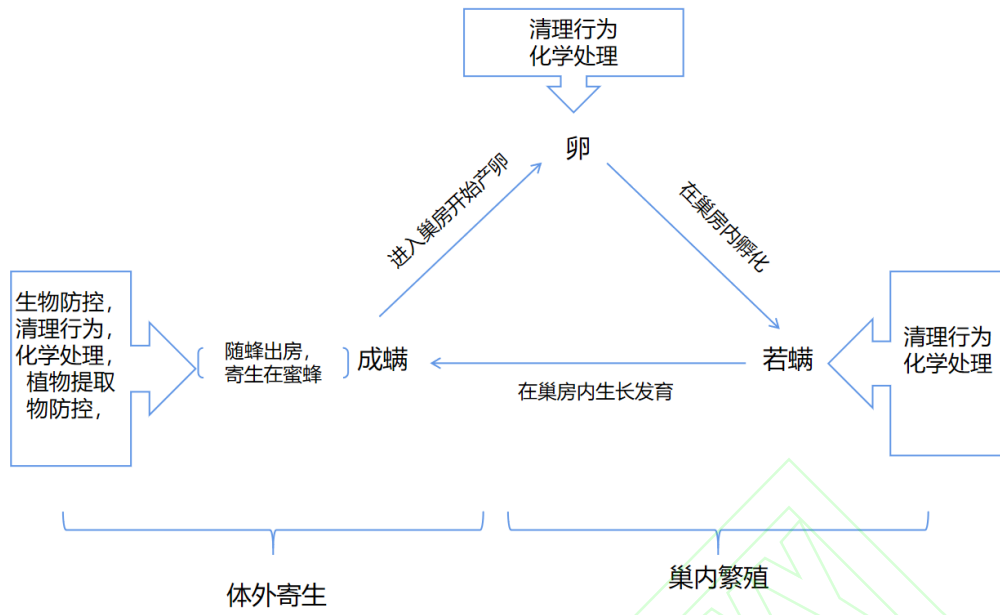 清理行为
化学处理
卵
进入巢房开始产卵
在巢房内孵化
生物防控，
清理行为，
化学处理，
植物提取
物防控，
随蜂出房，
寄生在蜜蜂
成螨
若螨
清理行为
化学处理
在巢房内生长发育
体外寄生
巢内繁殖